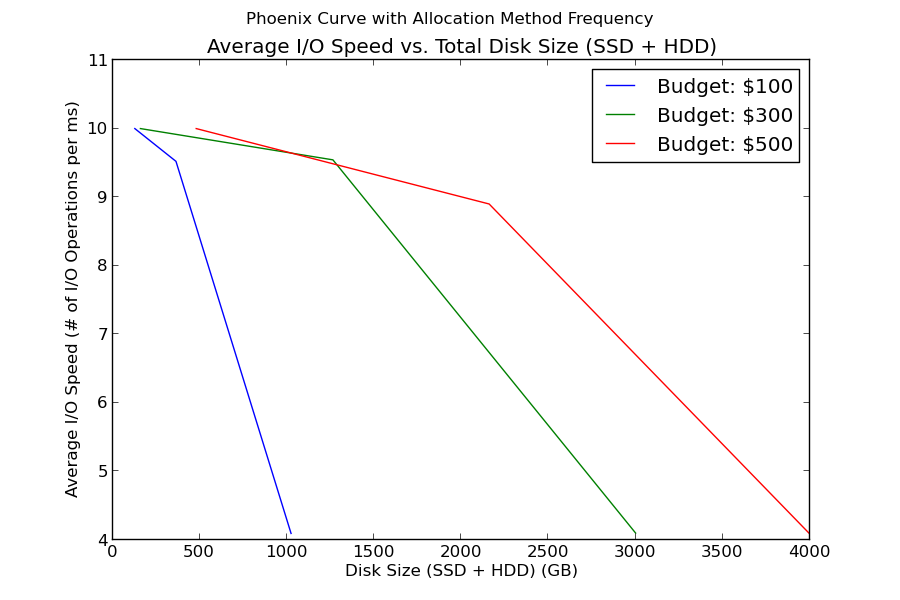 Phoenix Curve with Allocation Method Frequency
Average I/O Speed vs. Total Disk Size (SSD + HDD)
Budget: $100
Budget: $300
Budget: $500
Average I/O Speed (# of I/O Operations per ms)
11
10
9
8
7
6
5
4
0 500 1000 1500 2000 2500 3000 3500 4000
Disk Size (SSD + HDD) (GB)